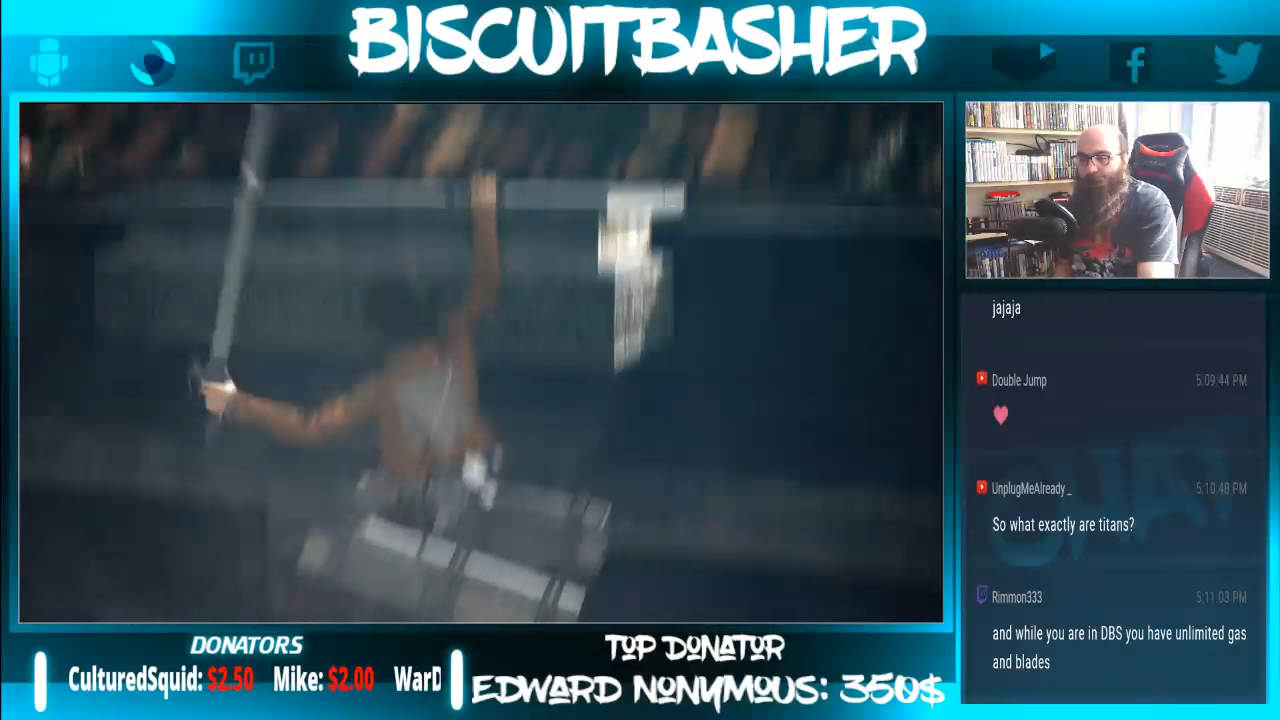 BISCUITBASHER
jajaja
Double Jump 5:09:44 PM
UnplugMeAlready_ 5:10:48 PM
So what exactly are titans?
Rimmon333 5:11:03 PM
and while you are in DBS you have unlimited gas
and blades
CHAT
DONATORS
CulturedSquid: $2.50 Mike: $2.00 WarD
TOP DONATOR
EDWARD NONYMOUS: 350$